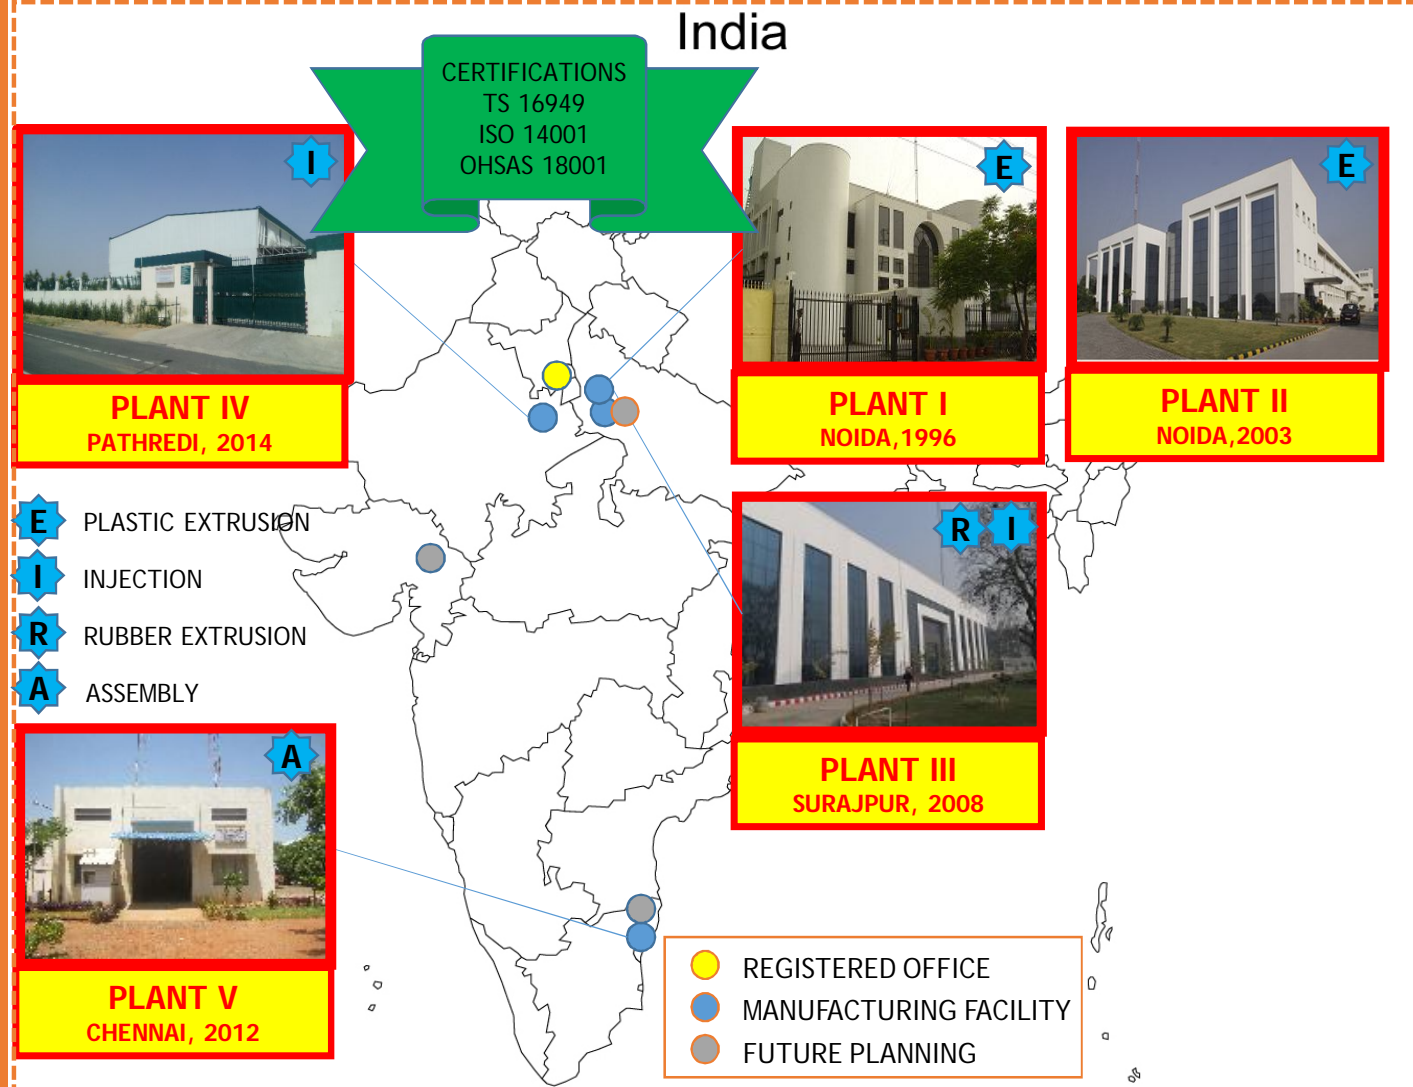 India
CERTIFICATIONS
TS 16949
ISO 14001
OHSAS 18001
I
PLANT IV
PATHREDI, 2014
E
PLANT I
NOIDA,1996
E
PLANT II
NOIDA,2003
E PLASTIC EXTRUSION
I INJECTION
R RUBBER EXTRUSION
A ASSEMBLY
R I
PLANT III
SURAJPUR, 2008
A
PLANT V
CHENNAI, 2012
REGISTERED OFFICE
MANUFACTURING FACILITY
FUTURE PLANNING